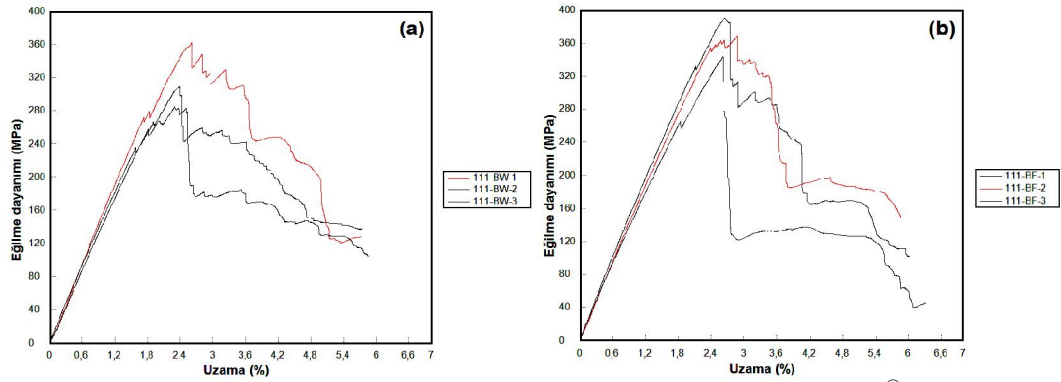 (a)
Eğilme dayanımı (MPa)
400
360
320
280
240
200
160
120
80
40
0
0 0,6 1,2 1,8 2,4 3 3,6 4,2 4,8 5,4 6,6 7
Uzama (%)
111-BW-1
111-BW-2
111-BW-3
(b)
Eğilme dayanımı (MPa)
400
360
320
280
240
200
160
120
80
40
0
0 0,6 1,2 1,8 2,4 3 3,6 4,2 4,8 5,4 6 6,6 7
Uzama (%)
111-BF-1
111-BF-2
111-BF-3